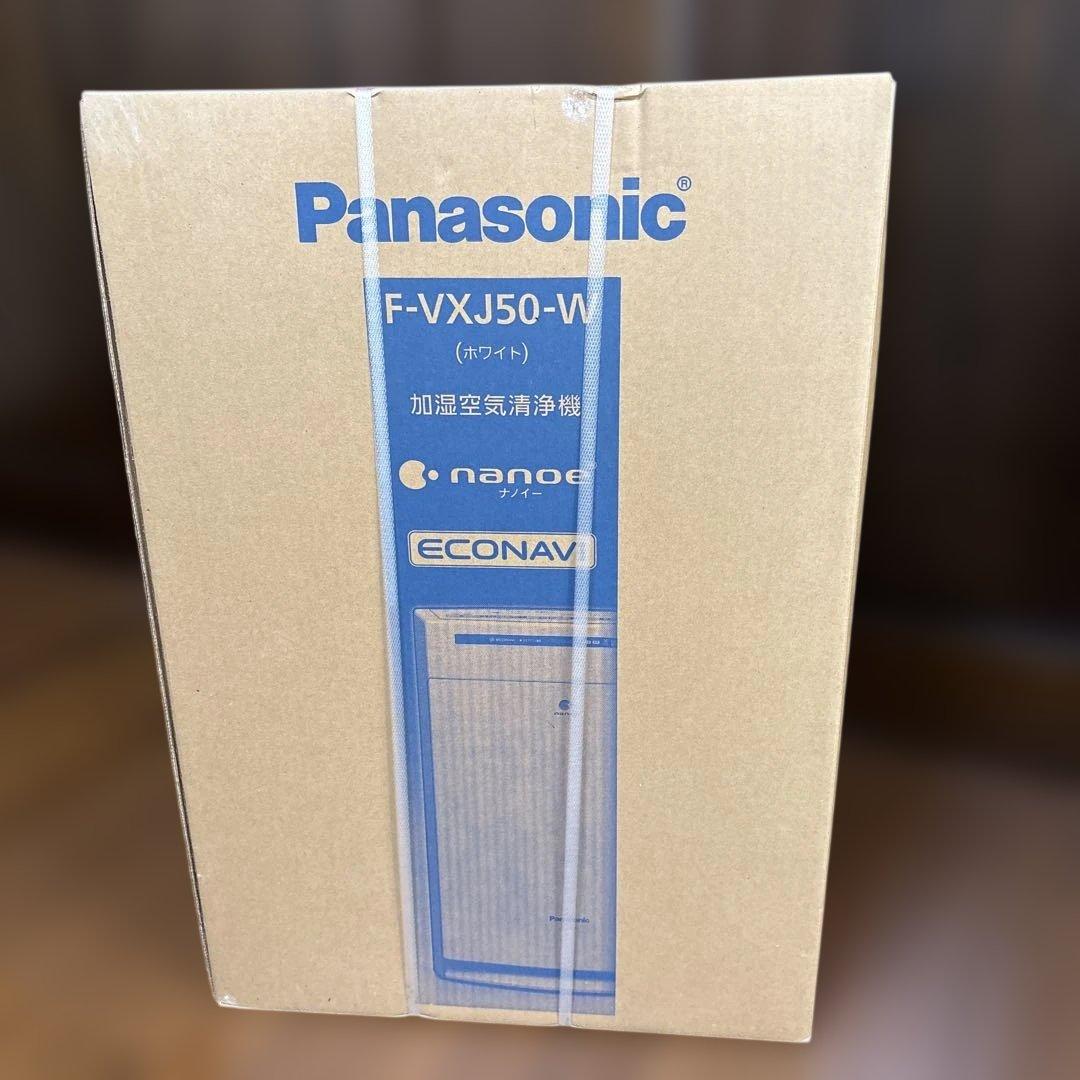 Panasonic®
F-VXJ50-W
(ホワイト)
加湿空気清浄機
nanoe
ナノイー
ECONAVI
Panasonic